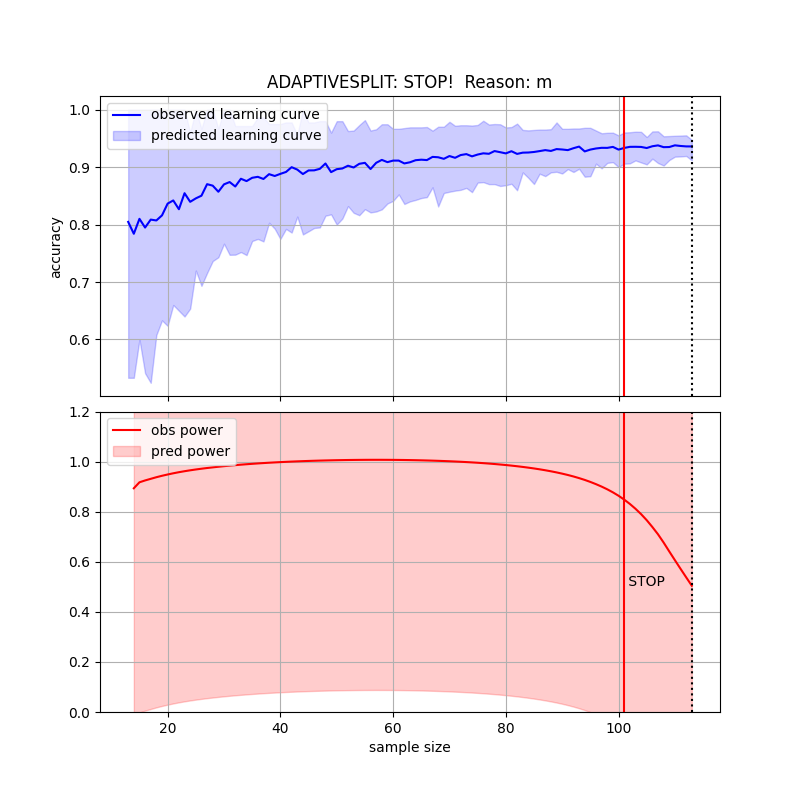 ADAPTIVESPLIT: STOP!  Reason: m
1.0
0.9
0.8
0.7
0.6
accuracy
observed learning curve
predicted learning curve
1.2
1.0
0.8
0.6
0.4
0.2
0.0
obs power
pred power
STOP
20 40 60 80 100
sample size